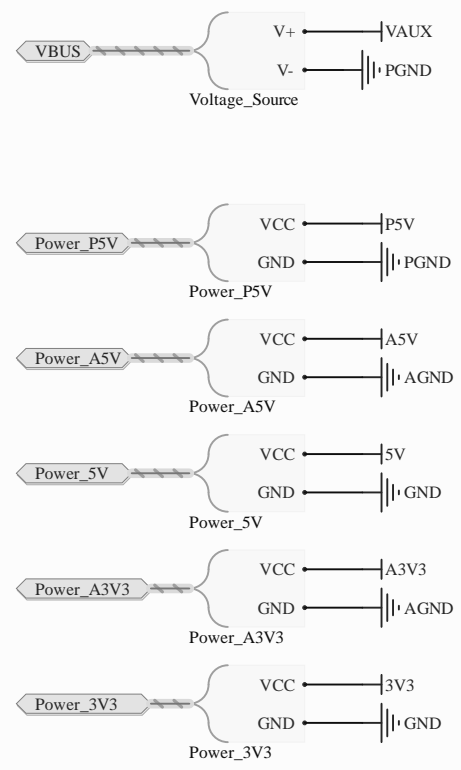 V+ VAUX
VBUS
V- PGND
Voltage_Source
VCC P5V
Power_P5V
GND PGND
Power_P5V
VCC A5V
Power_A5V
GND AGND
Power_A5V
VCC 5V
Power_5V
GND GND
Power_5V
VCC A3V3
Power_A3V3
GND AGND
Power_A3V3
VCC 3V3
Power_3V3
GND GND
Power_3V3